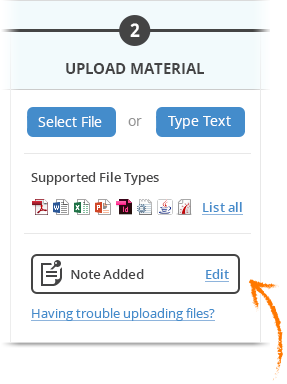 2
UPLOAD MATERIAL
Select File or Type Text
Supported File Types
List all
Note Added Edit
Having trouble uploading files?